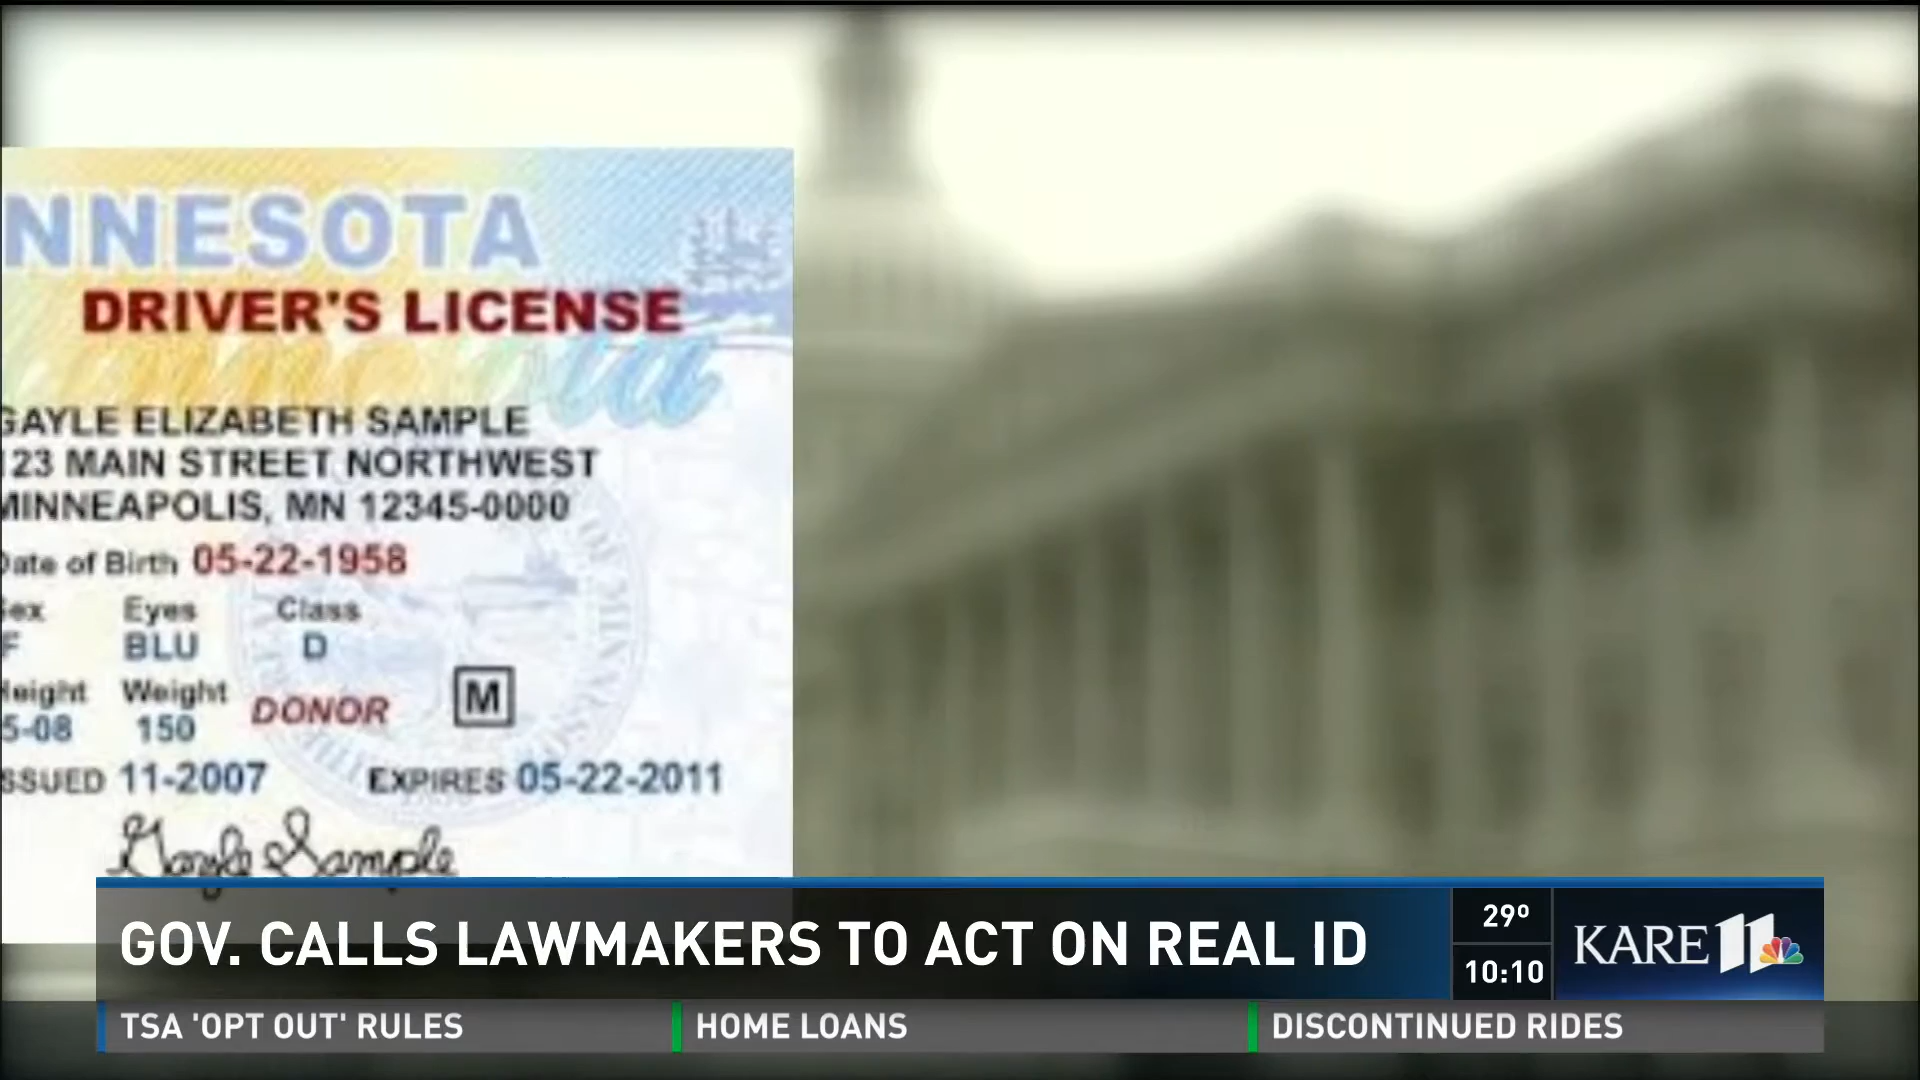 NNESOTA
DRIVER'S LICENSE
GAYLE ELIZABETH SAMPLE
123 MAIN STREET NORTHWEST
MINNEAPOLIS, MN 12345-0000
Date of Birth 05-22-1958
Sex Eyes Class
F BLU D
Height Weight
DONOR M
5-08 150
ISSUED 11-2007 EXPIRES 05-22-2011
Gayle Sample
GOV. CALLS LAWMAKERS TO ACT ON REAL ID
29°
10:10
KARE 11
TSA 'OPT OUT' RULES
HOME LOANS
DISCONTINUED RIDES